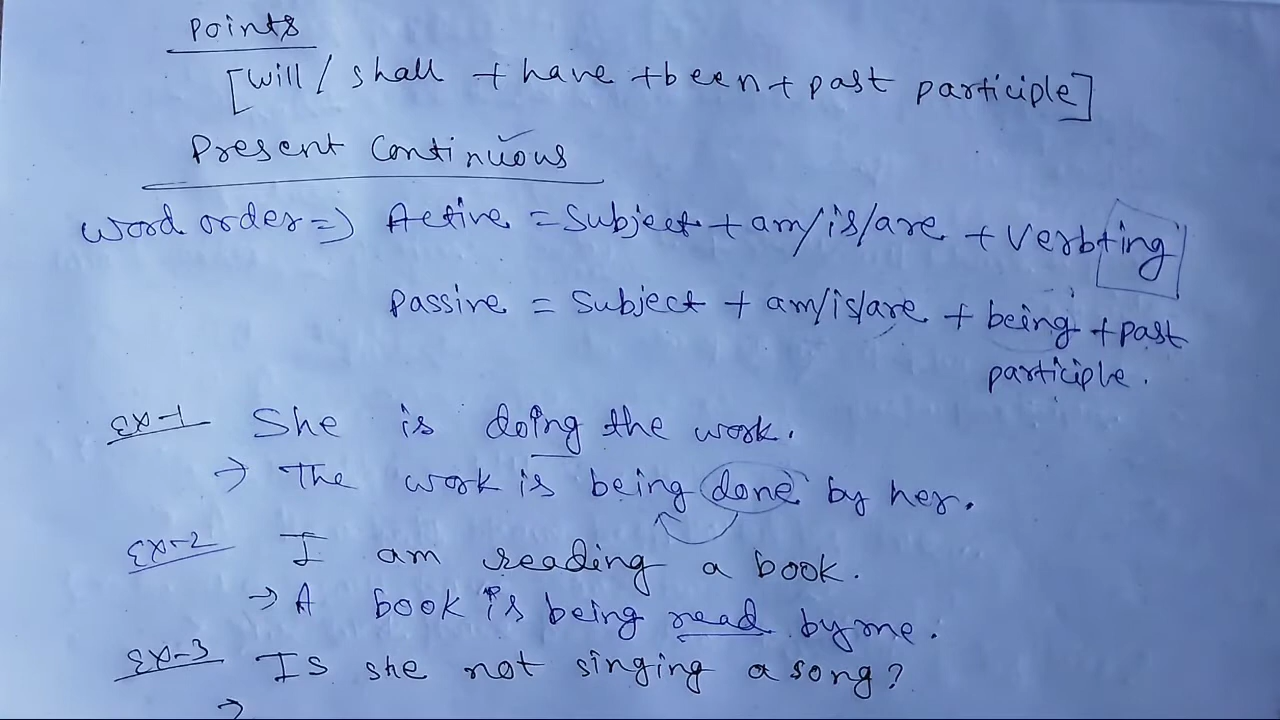 Points
[will / shall + have + been + past participle]
Present Continuous
Word order => Active = Subject + am/is/are + Verb+ing
Passive = Subject + am/is/are + being + past
participle.
Ex-1 She is doing the work.
→ The work is being done by her.
Ex-2 I am reading a book.
→ A book is being read by me.
Ex-3 Is she not singing a song?
→